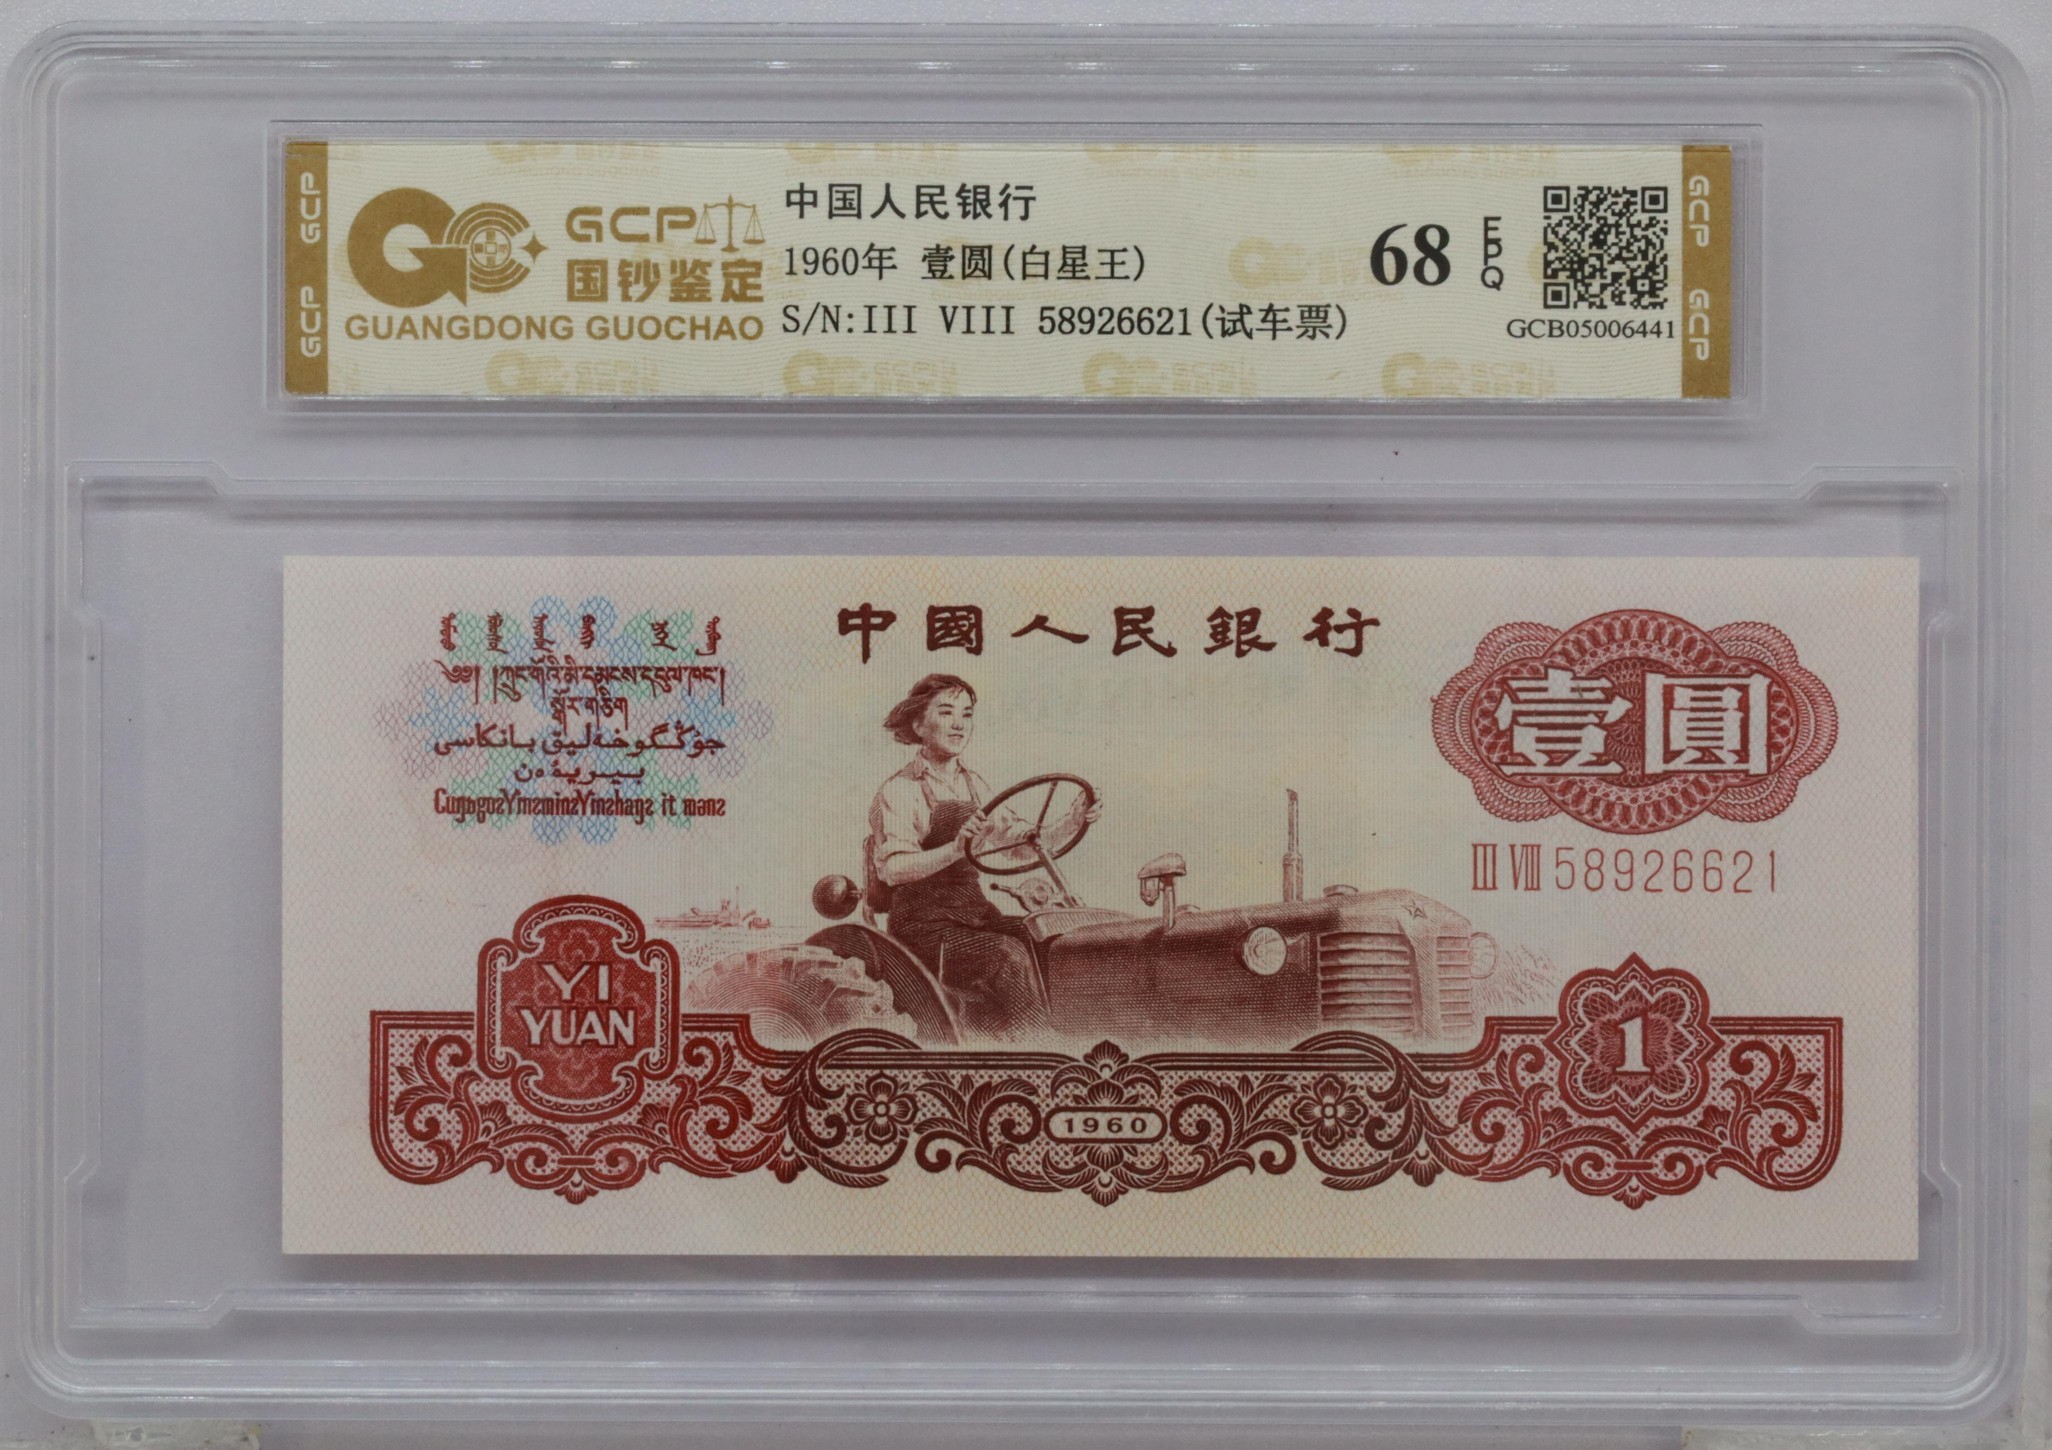 GCP
GCP
GCP
国钞鉴定
GUANGDONG GUOCHAO
中国人民银行
1960年 壹圆(白星王)
S/N:III VIII 58926621(试车票)
68
EPQ
GCB05006441
GCP
GCP
中國人民銀行
壹圓
III VIII 58926621
YI
YUAN
1960
1